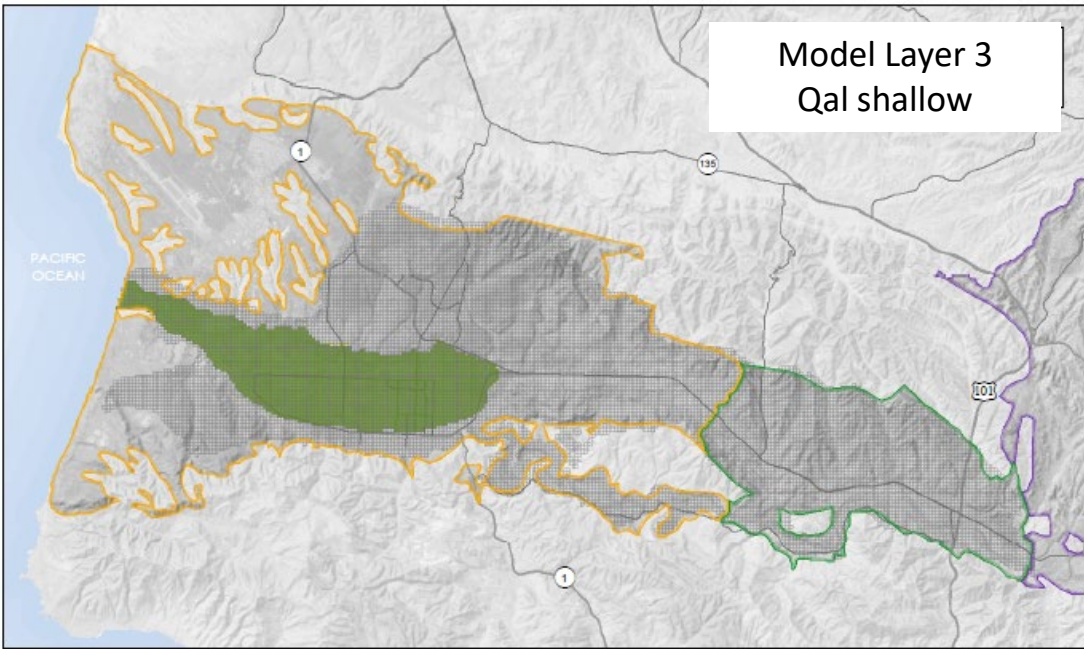 Model Layer 3
Qal shallow
1
135
PACIFIC
OCEAN
101
1